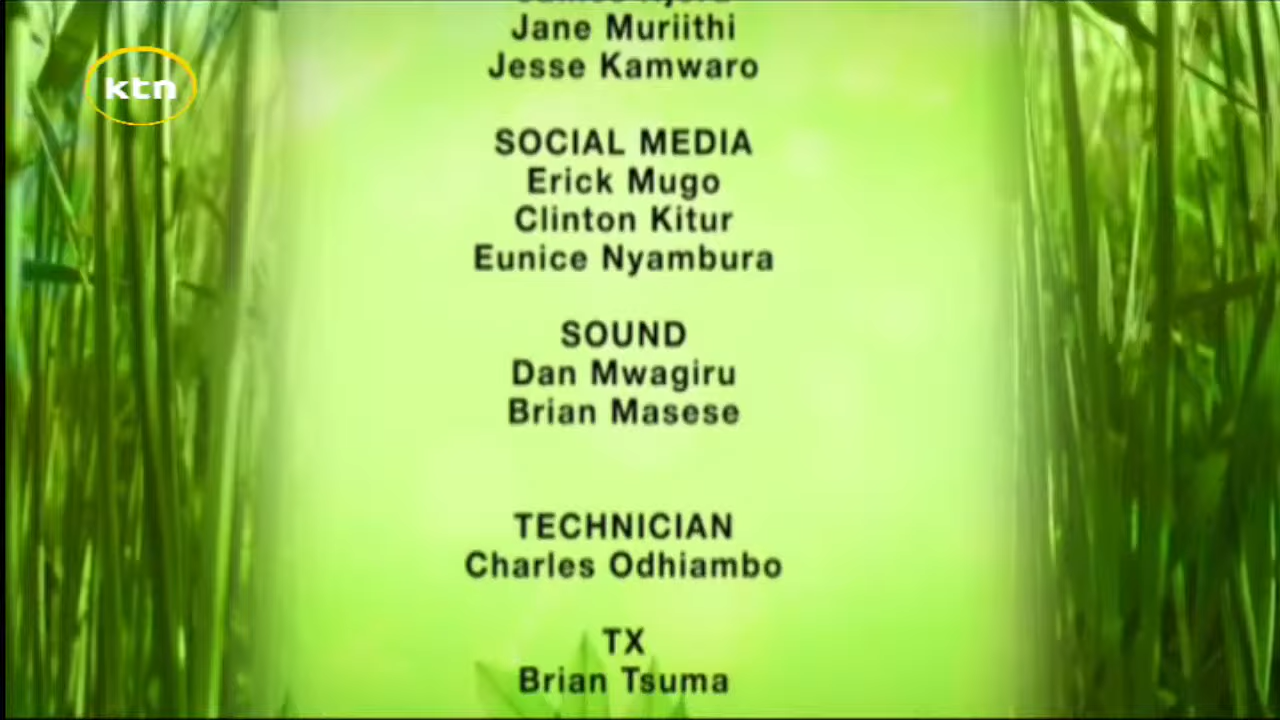 ktn
Jane Muriithi
Jesse Kamwaro
SOCIAL MEDIA
Erick Mugo
Clinton Kitur
Eunice Nyambura
SOUND
Dan Mwagiru
Brian Masese
TECHNICIAN
Charles Odhiambo
TX
Brian Tsuma